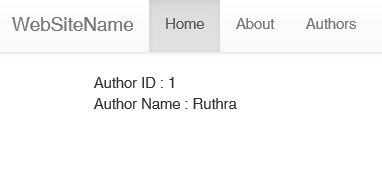 WebSiteName Home About Authors
Author ID : 1
Author Name : Ruthra